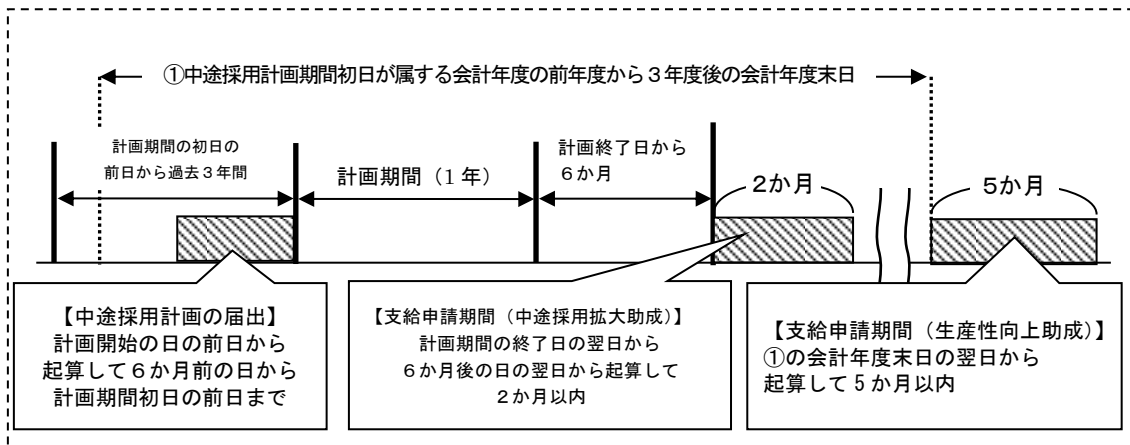 ①中途採用計画期間初日が属する会計年度の前年度から３年度後の会計年度末日
計画期間の初日の
前日から過去３年間
計画期間（1 年）
計画終了日から
６か月
２か月
５か月
【中途採用計画の届出】
計画開始の日の前日から
起算して６か月前の日から
計画期間初日の前日まで
【支給申請期間（中途採用拡大助成）】
計画期間の終了日の翌日から
６か月後の日の翌日から起算して
２か月以内
【支給申請期間（生産性向上助成）】
①の会計年度末日の翌日から
起算して 5 か月以内